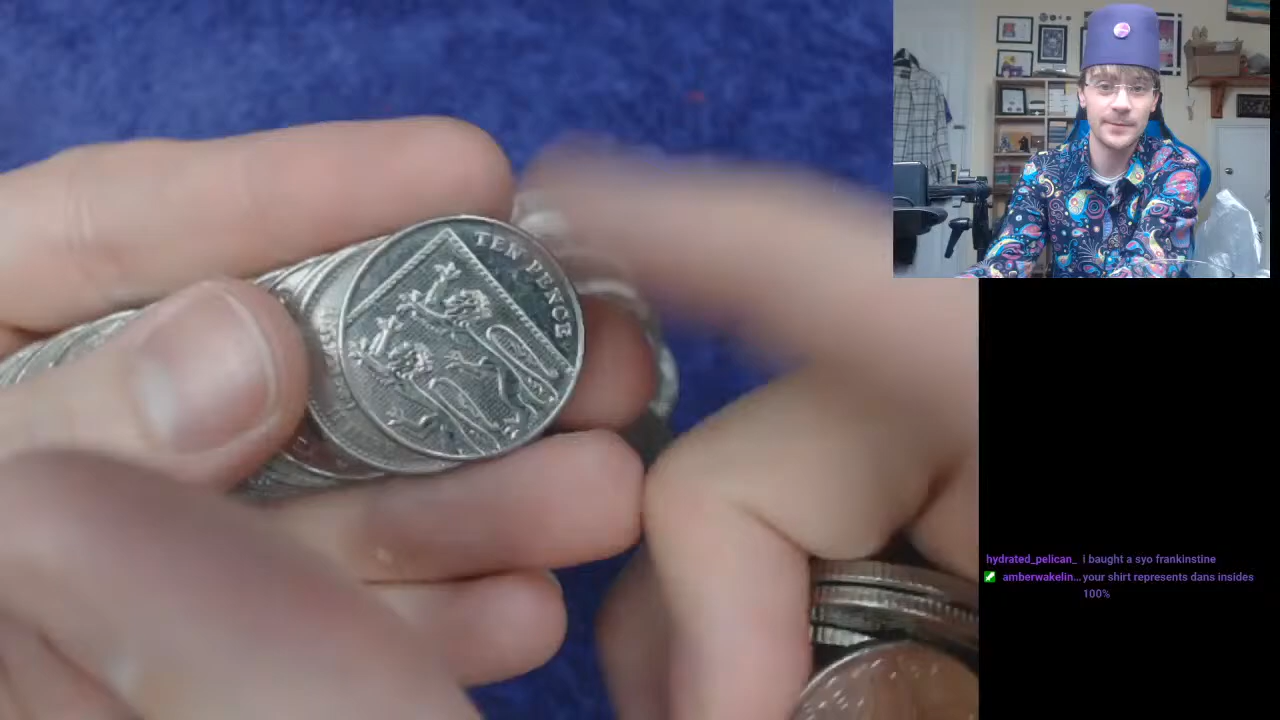 TEN PENCE
hydrated_pelican_ i baught a syo frankinstine
amberwakelin... your shirt represents dans insides
100%